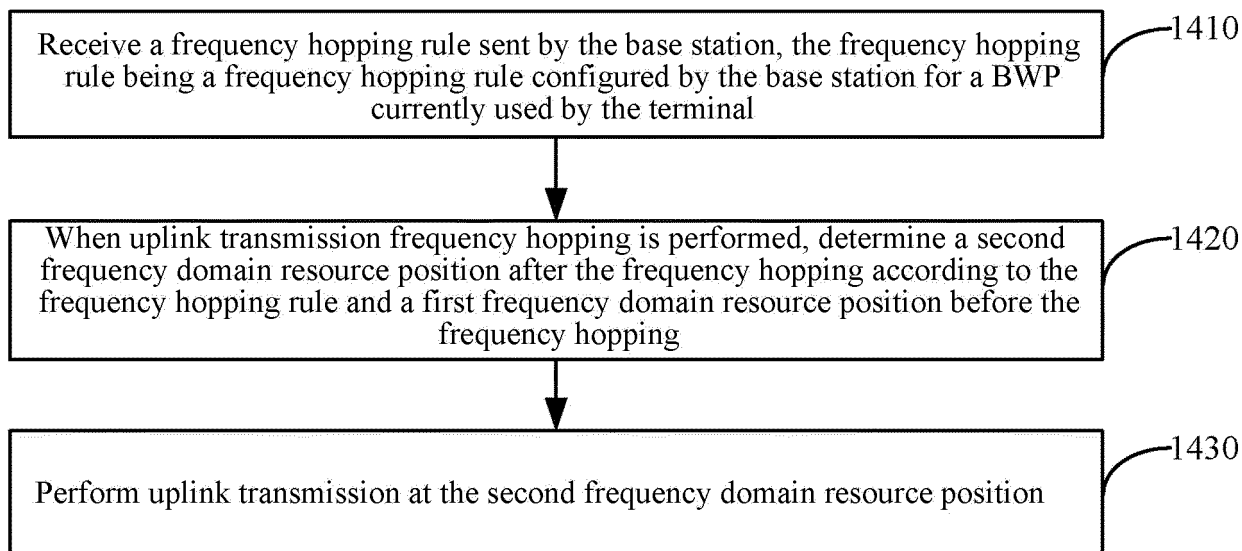 Receive a frequency hopping rule sent by the base station, the frequency hopping
rule being a frequency hopping rule configured by the base station for a BWP
currently used by the terminal
1410
When uplink transmission frequency hopping is performed, determine a second
frequency domain resource position after the frequency hopping according to the
frequency hopping rule and a first frequency domain resource position before the
frequency hopping
1420
Perform uplink transmission at the second frequency domain resource position
1430